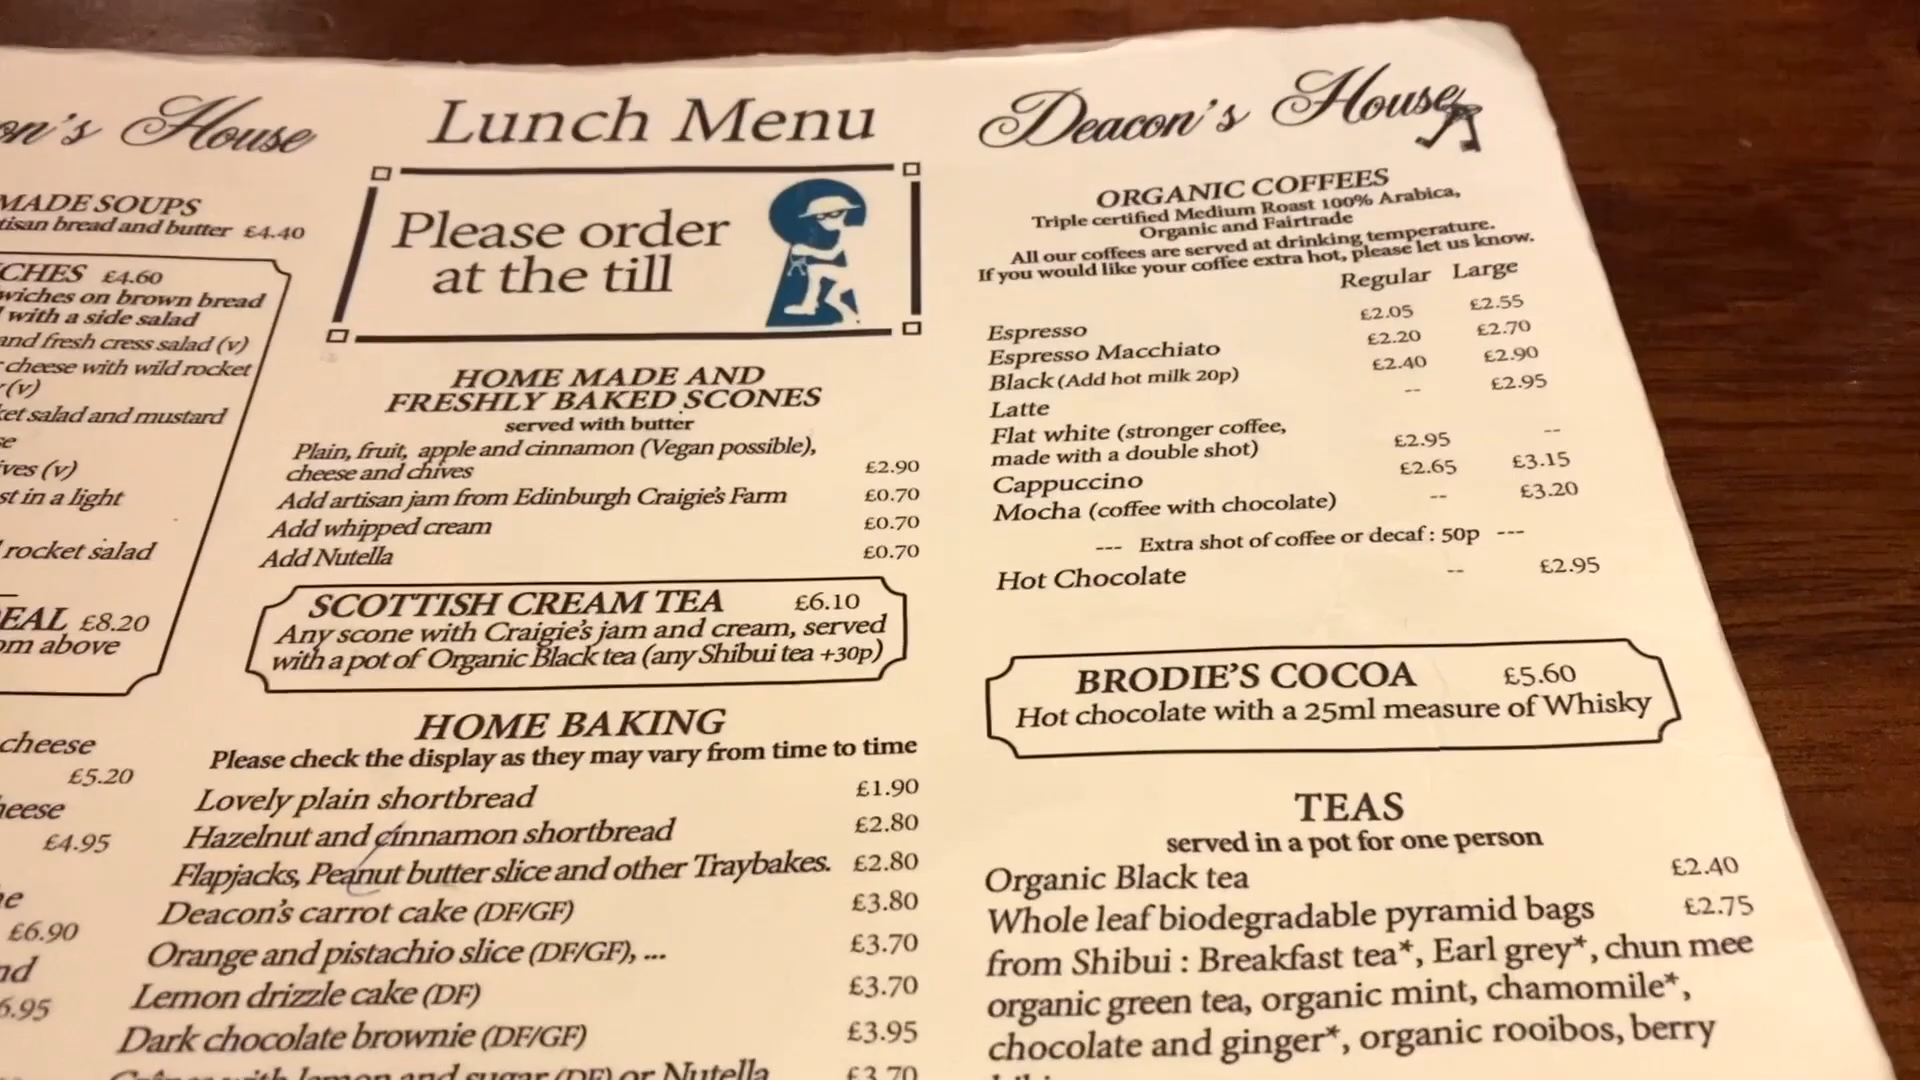 on's House
MADE SOUPS
tisan bread and butter £4.40
CHES £4.60
wiches on brown bread
with a side salad
and fresh cress salad (v)
cheese with wild rocket
(v)
ket salad and mustard
se
ives (v)
st in a light
rocket salad
EAL £8.20
om above
cheese
£5.20
heese
£4.95
he
£6.90
nd
6.95
Lunch Menu
Please order
at the till
HOME MADE AND
FRESHLY BAKED SCONES
served with butter
Plain, fruit, apple and cinnamon (Vegan possible),
cheese and chives £2.90
Add artisan jam from Edinburgh Craigie's Farm £0.70
Add whipped cream £0.70
Add Nutella £0.70
SCOTTISH CREAM TEA £6.10
Any scone with Craigie's jam and cream, served
with a pot of Organic Black tea (any Shibui tea +30p)
HOME BAKING
Please check the display as they may vary from time to time
Lovely plain shortbread £1.90
Hazelnut and cinnamon shortbread £2.80
Flapjacks, Peanut butter slice and other Traybakes. £2.80
Deacon's carrot cake (DF/GF) £3.80
Orange and pistachio slice (DF/GF), ... £3.70
Lemon drizzle cake (DF) £3.70
Dark chocolate brownie (DF/GF) £3.95
Crêpes with lemon and sugar (DF) or Nutella £3.70
Deacon's House
ORGANIC COFFEES
Triple certified Medium Roast 100% Arabica,
Organic and Fairtrade
All our coffees are served at drinking temperature.
If you would like your coffee extra hot, please let us know.
Regular Large
Espresso £2.05 £2.55
Espresso Macchiato £2.20 £2.70
Black (Add hot milk 20p) £2.40 £2.90
Latte -- £2.95
Flat white (stronger coffee,
made with a double shot) £2.95 --
Cappuccino £2.65 £3.15
Mocha (coffee with chocolate) -- £3.20
--- Extra shot of coffee or decaf : 50p ---
Hot Chocolate -- £2.95
BRODIE'S COCOA £5.60
Hot chocolate with a 25ml measure of Whisky
TEAS
served in a pot for one person
Organic Black tea £2.40
Whole leaf biodegradable pyramid bags £2.75
from Shibui : Breakfast tea*, Earl grey*, chun mee
organic green tea, organic mint, chamomile*,
chocolate and ginger*, organic rooibos, berry